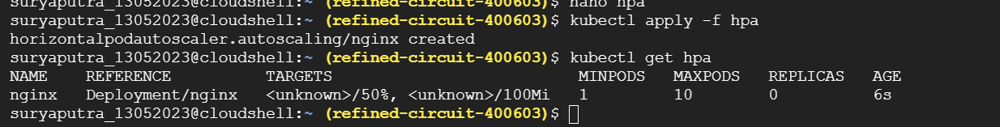 suryaputra_13052023@cloudshell:~ (refined-circuit-400603)$ nano hpa
suryaputra_13052023@cloudshell:~ (refined-circuit-400603)$ kubectl apply -f hpa
horizontalpodautoscaler.autoscaling/nginx created
suryaputra_13052023@cloudshell:~ (refined-circuit-400603)$ kubectl get hpa
NAME    REFERENCE          TARGETS                          MINPODS   MAXPODS   REPLICAS   AGE
nginx   Deployment/nginx   <unknown>/50%, <unknown>/100Mi   1         10        0          6s
suryaputra_13052023@cloudshell:~ (refined-circuit-400603)$